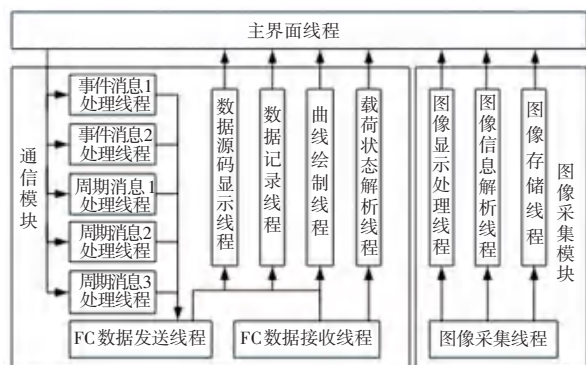 主界面线程
通信模块
事件消息1
处理线程
事件消息2
处理线程
周期消息1
处理线程
周期消息2
处理线程
周期消息3
处理线程
数据源码显示线程
数据记录线程
曲线绘制线程
载荷状态解析线程
FC数据发送线程
FC数据接收线程
图像显示处理线程
图像信息解析线程
图像存储线程
图像采集模块
图像采集线程